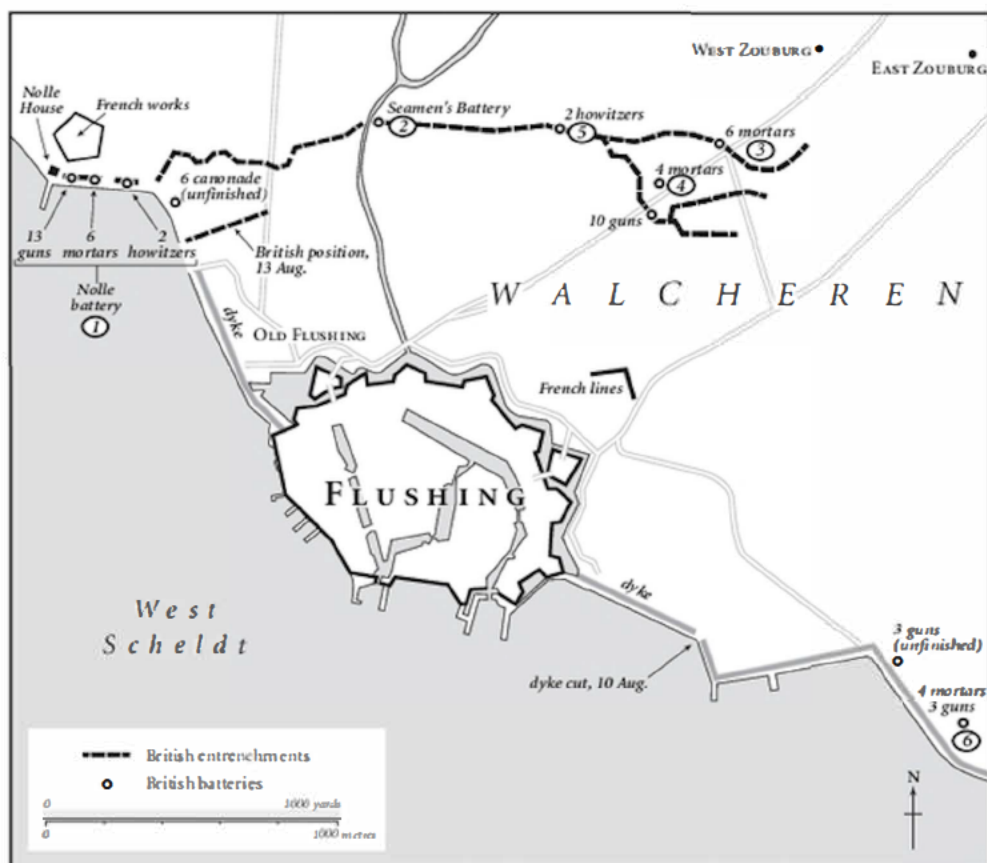 WEST ZOUBURG
EAST ZOUBURG
Nolle
House
French works
Seamen's Battery
2
2 howitzers
5
6 mortars
3
4 mortars
4
10 guns
6 canonade
(unfinished)
British position,
13 Aug.
13
guns
6
mortars
2
howitzers
Nolle
battery
1
WALCHEREN
dyke
OLD FLUSHING
French lines
FLUSHING
dyke
West
Scheldt
dyke cut, 10 Aug.
3 guns
(unfinished)
4 mortars
3 guns
6
British entrenchments
British batteries
0 1000 yards
0 1000 metres
N